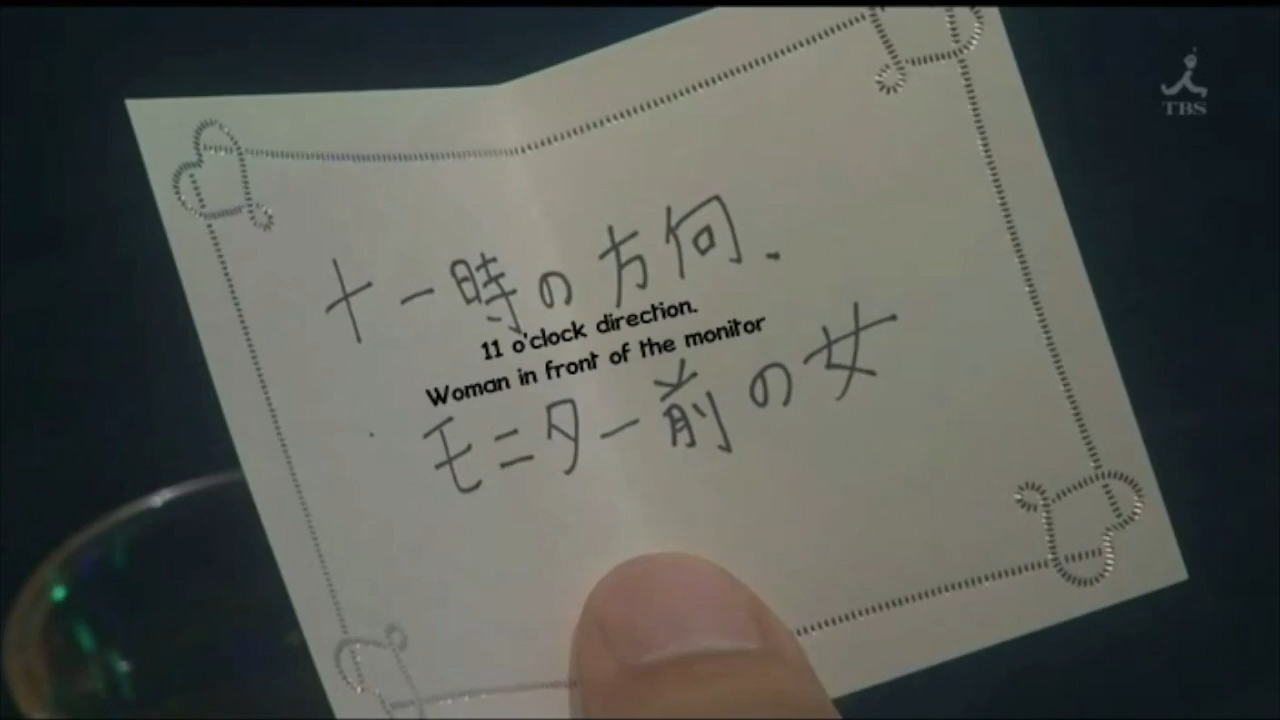 TBS
十一時の方向.
11 o'clock direction.
Woman in front of the monitor
モニター前の女